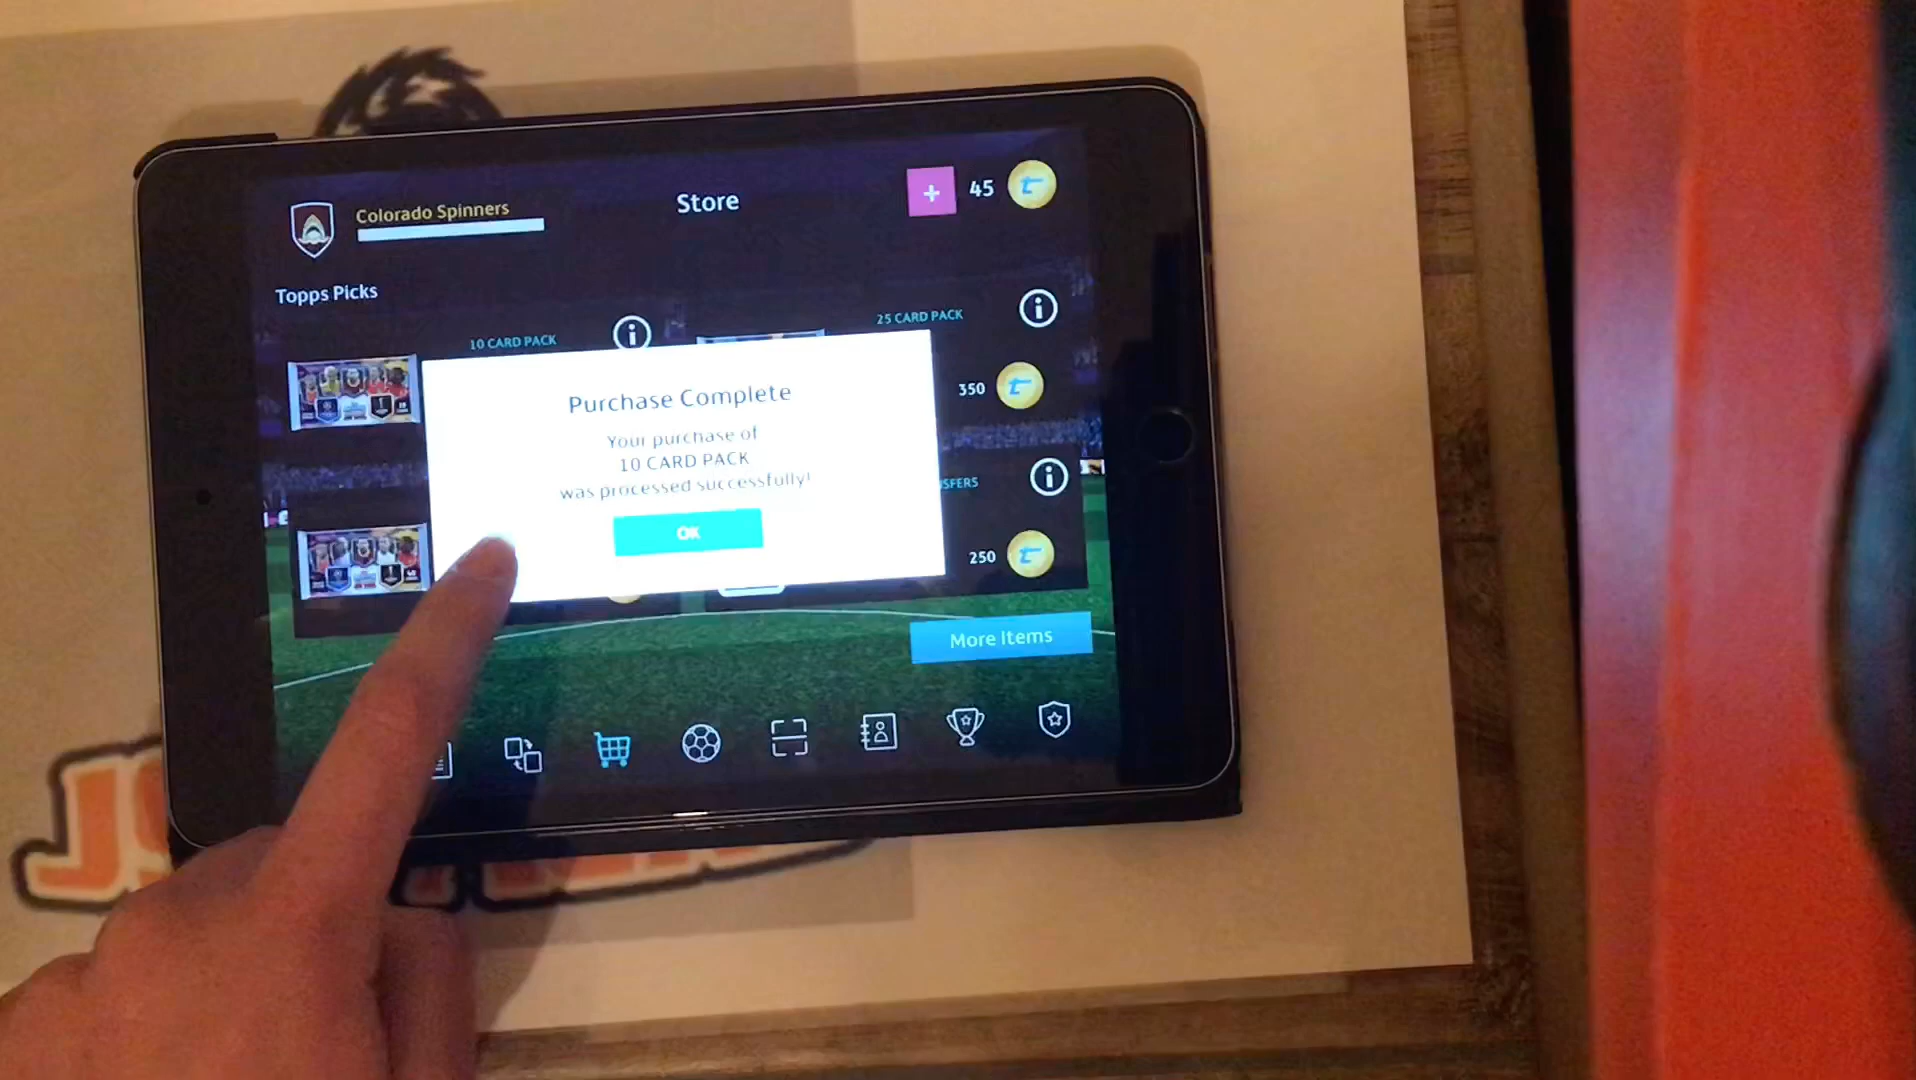 Colorado Spinners
Store
+
45
Topps Picks
10 CARD PACK
25 CARD PACK
350
Purchase Complete
Your purchase of
10 CARD PACK
was processed successfully!
OK
250
More Items